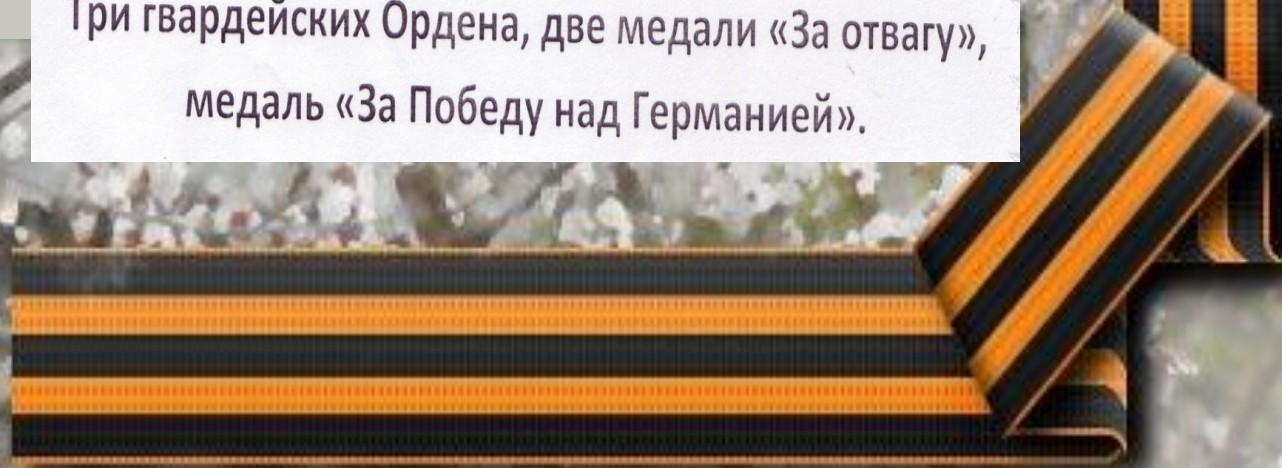 Три гвардейских Ордена, две медали «За отвагу»,
медаль «За Победу над Германией».